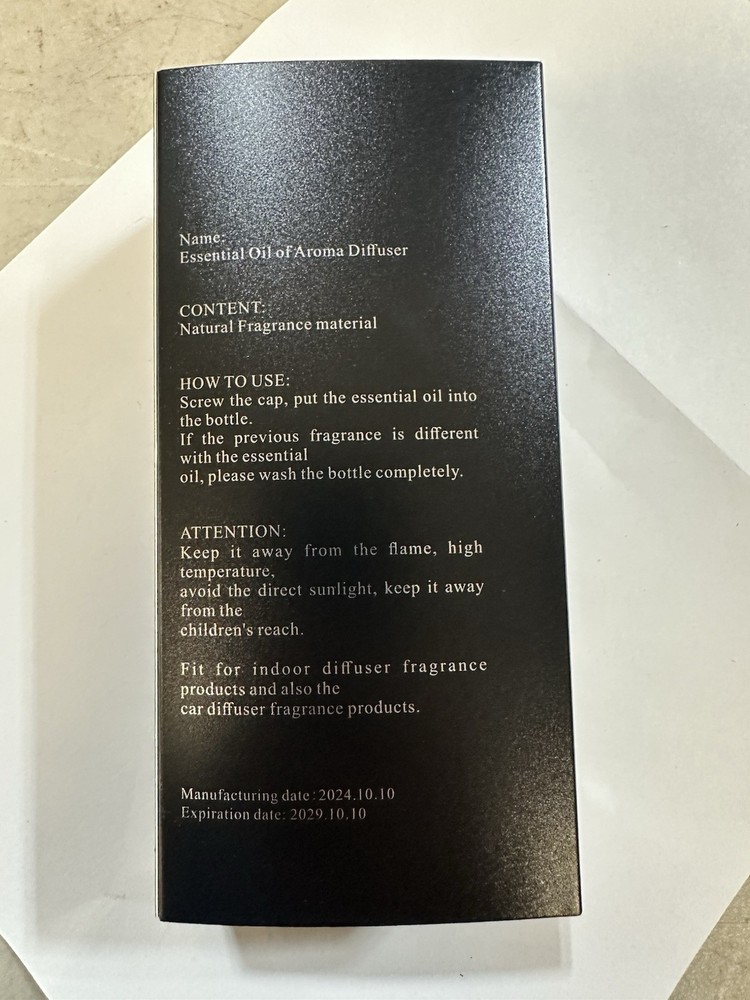 Name:
Essential Oil of Aroma Diffuser
CONTENT:
Natural Fragrance material
HOW TO USE:
Screw the cap, put the essential oil into
the bottle.
If the previous fragrance is different
with the essential
oil, please wash the bottle completely.
ATTENTION:
Keep it away from the flame, high
temperature,
avoid the direct sunlight, keep it away
from the
children's reach.
Fit for indoor diffuser fragrance
products and also the
car diffuser fragrance products.
Manufacturing date:2024.10.10
Expiration date: 2029.10.10